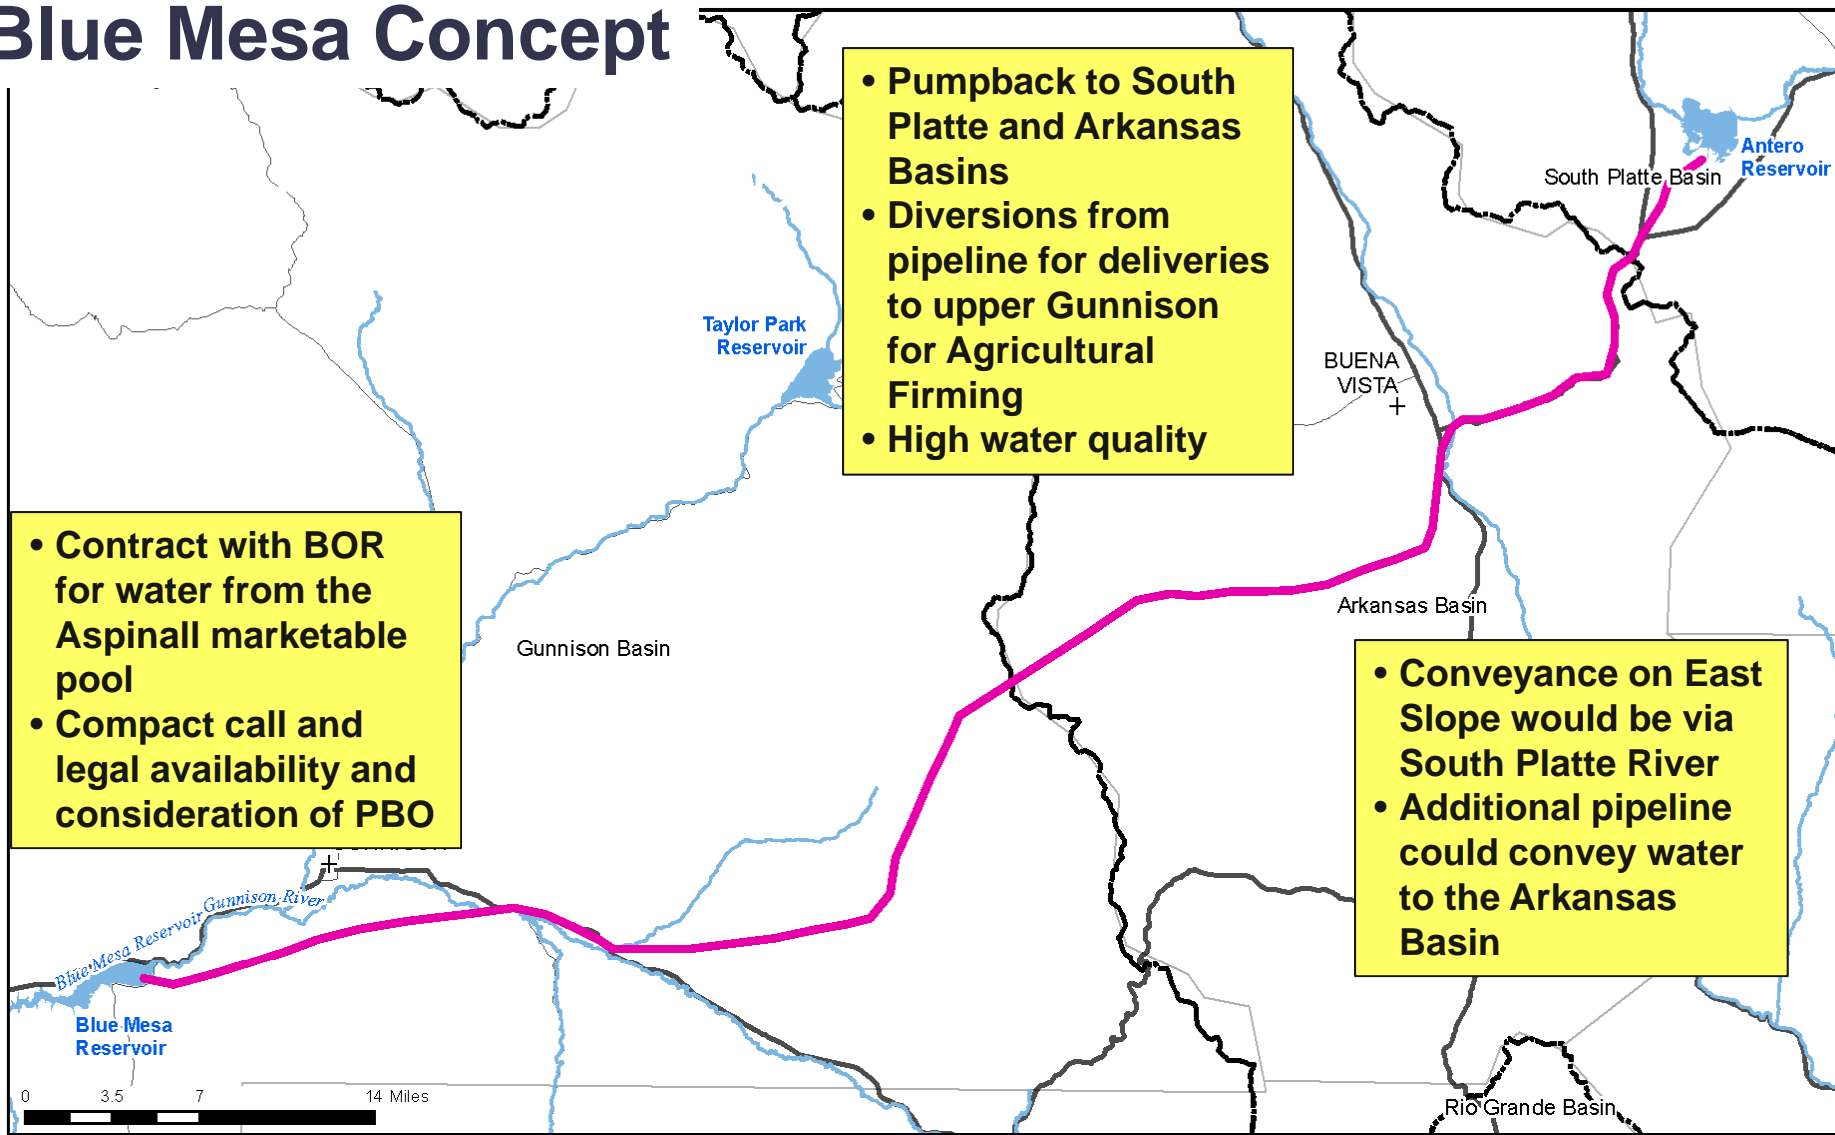 Blue Mesa Concept
• Pumpback to South
Platte and Arkansas
Basins
• Diversions from
pipeline for deliveries
to upper Gunnison
for Agricultural
Firming
• High water quality
Antero
Reservoir
South Platte Basin
Taylor Park
Reservoir
BUENA
VISTA
• Contract with BOR
for water from the
Aspinall marketable
pool
• Compact call and
legal availability and
consideration of PBO
Gunnison Basin
Arkansas Basin
• Conveyance on East
Slope would be via
South Platte River
• Additional pipeline
could convey water
to the Arkansas
Basin
Gunnison River
Blue Mesa Reservoir
Blue Mesa
Reservoir
0 3.5 7 14 Miles
Rio Grande Basin